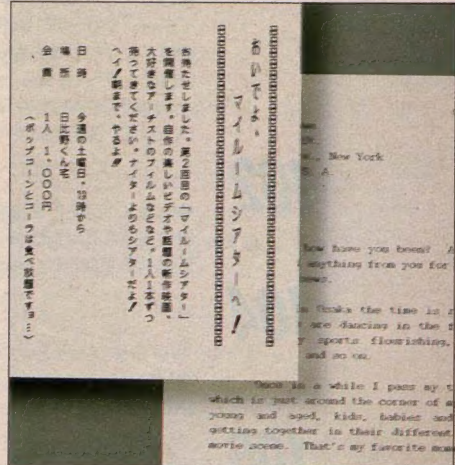 おいでよ、
マイルームシアターへ!
お待たせしました。第2回目の「マイルームシアター」
を開催します。自作の楽しいビデオや話題の新作映画。
大好きなアーチストのフィルムなどなど。1人1本ずつ
持ってきてください。ナイターよりもシアターだよ!
ヘイ!朝まで、やるよ!!
日 時 今週の土曜日。19時から
場 所 日比野くん宅
会 費 1人 1,000円
(ポップコーンとコーラは食べ放題ですョ…)
New York
A.
how have you been? A
anything from you for
news.
Osaka the time is
are dancing in the f
sports flourishing,
and so on.
Once in a while I pass my t
which is just around the corner of m
young and aged, kids, babies and
getting together in their different
movie scene. That's my favorite mom